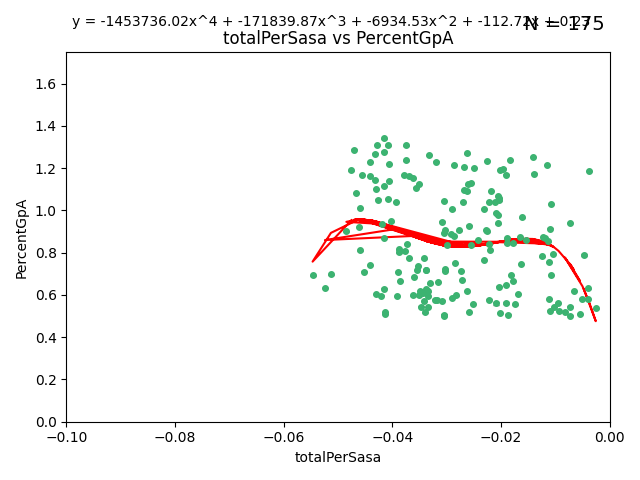 y = -1453736.02x^4 + -171839.87x^3 + -6934.53x^2 + -112.72x + 0.23
N = 175
totalPerSasa vs PercentGpA
1.6
1.4
1.2
1.0
0.8
0.6
0.4
0.2
0.0
PercentGpA
−0.10 −0.08 −0.06 −0.04 −0.02 0.00
totalPerSasa